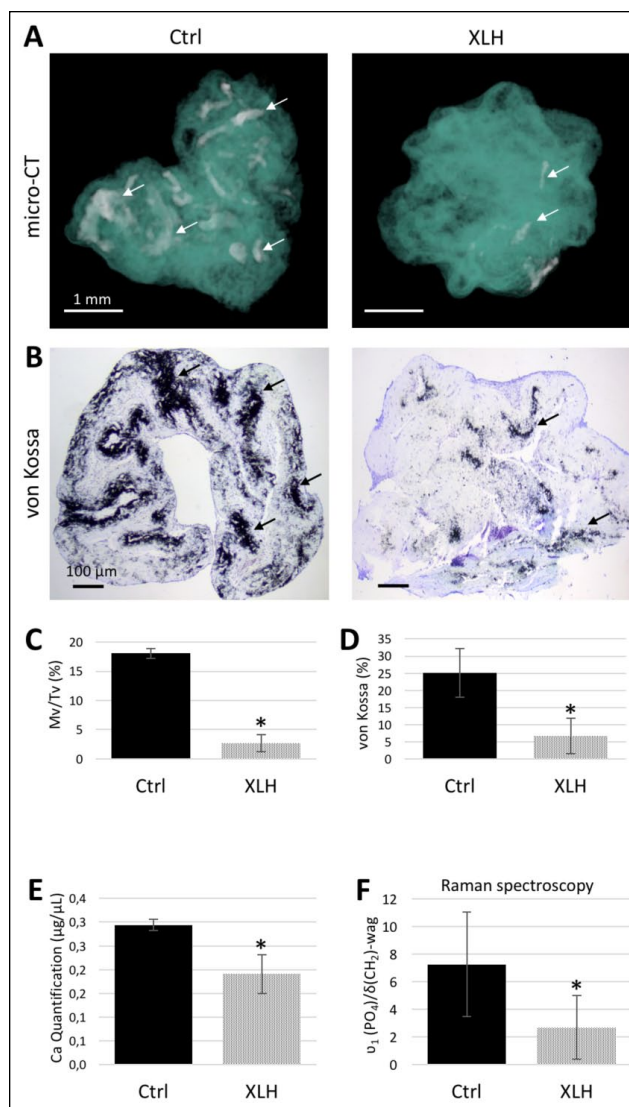 A
Ctrl
XLH
micro-CT
1 mm
B
von Kossa
100 µm
C
20
15
10
5
0
Mv/Tv (%)
*
Ctrl
XLH
D
35
30
25
20
15
10
5
0
von Kossa (%)
*
Ctrl
XLH
E
0,4
0,3
0,3
0,2
0,2
0,1
0,1
0,0
Ca Quantification (µg/µL)
*
Ctrl
XLH
F
Raman spectroscopy
12
10
8
6
4
2
0
υ₁ (PO₄)/δ(CH₂)-wag
*
Ctrl
XLH